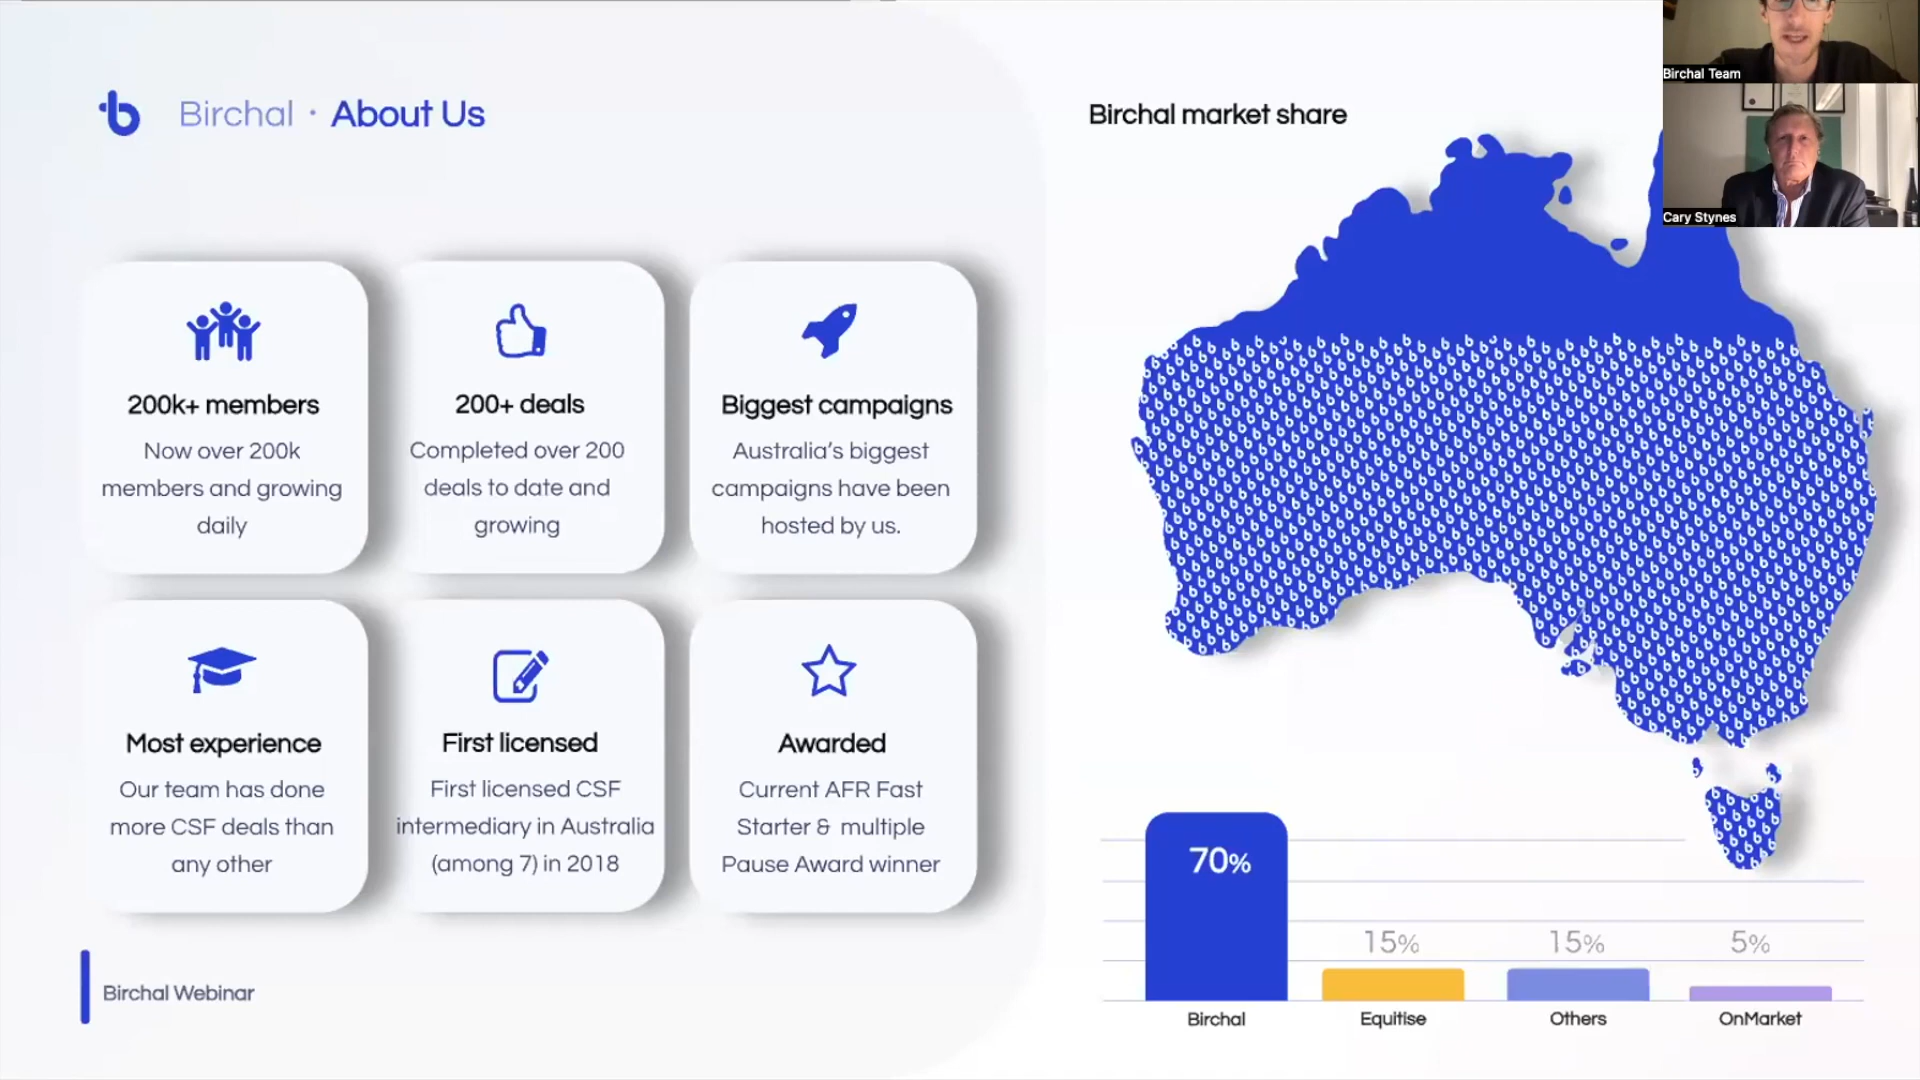 Birchal · About Us
200k+ members
Now over 200k
members and growing
daily
200+ deals
Completed over 200
deals to date and
growing
Biggest campaigns
Australia’s biggest
campaigns have been
hosted by us.
Most experience
Our team has done
more CSF deals than
any other
First licensed
First licensed CSF
intermediary in Australia
(among 7) in 2018
Awarded
Current AFR Fast
Starter & multiple
Pause Award winner
Birchal Webinar
Birchal market share
70%
15%
15%
5%
Birchal
Equitise
Others
OnMarket
Birchal Team
Cary Stynes